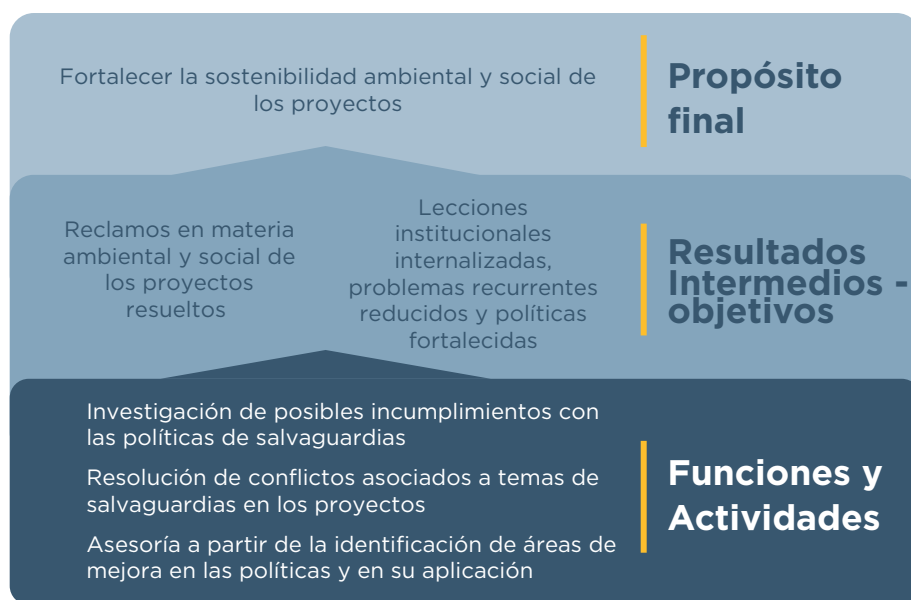 Fortalecer la sostenibilidad ambiental y social de
los proyectos
Propósito
final
Reclamos en materia
ambiental y social de
los proyectos
resueltos
Lecciones
institucionales
internalizadas,
problemas recurrentes
reducidos y políticas
fortalecidas
Resultados
Intermedios -
objetivos
Investigación de posibles incumplimientos con
las políticas de salvaguardias
Resolución de conflictos asociados a temas de
salvaguardias en los proyectos
Asesoría a partir de la identificación de áreas de
mejora en las políticas y en su aplicación
Funciones y
Actividades